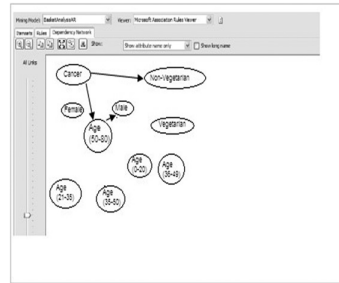 Mining Model: BasketAnalysisAR Viewer: Microsoft Association Rules Viewer
Itemsets Rules Dependency Network
Show: Show attribute name only Show long name
All Links
Cancer
Non-Vegetarian
Female
Male
Age
(50-80)
Vegetarian
Age
(0-20)
Age
(36-49)
Age
(21-35)
Age
(35-50)